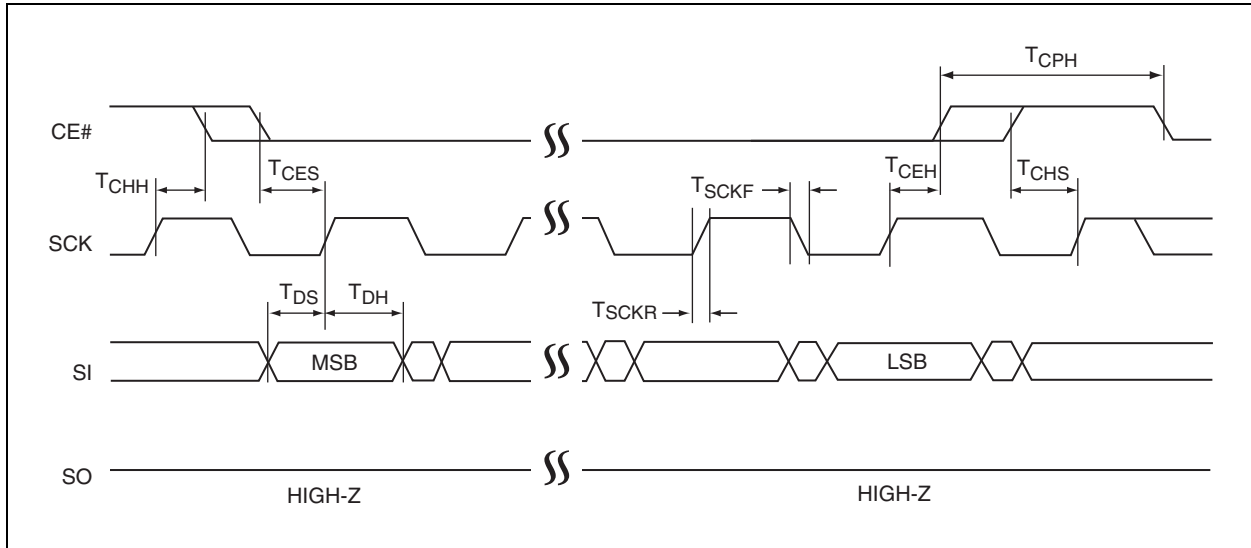 TCPH
CE#
TCHH
TCES
TSCKF
TCEH
TCHS
SCK
TDS
TDH
TSCKR
SI
MSB
LSB
SO
HIGH-Z
HIGH-Z